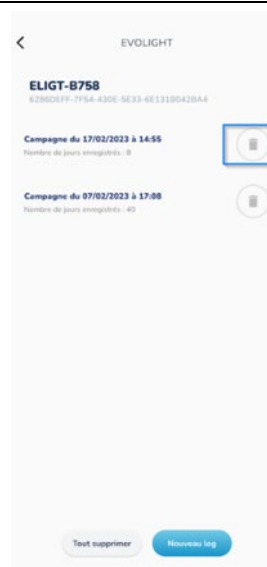 EVOLIGHT
ELIGT-B758
6286DEFF-7F54-430E-5E33-6E131B042BA4
Campagne du 17/02/2023 à 14:55
Nombre de jours enregistrés : 8
Campagne du 07/02/2023 à 17:08
Nombre de jours enregistrés : 40
Tout supprimer
Nouveau log